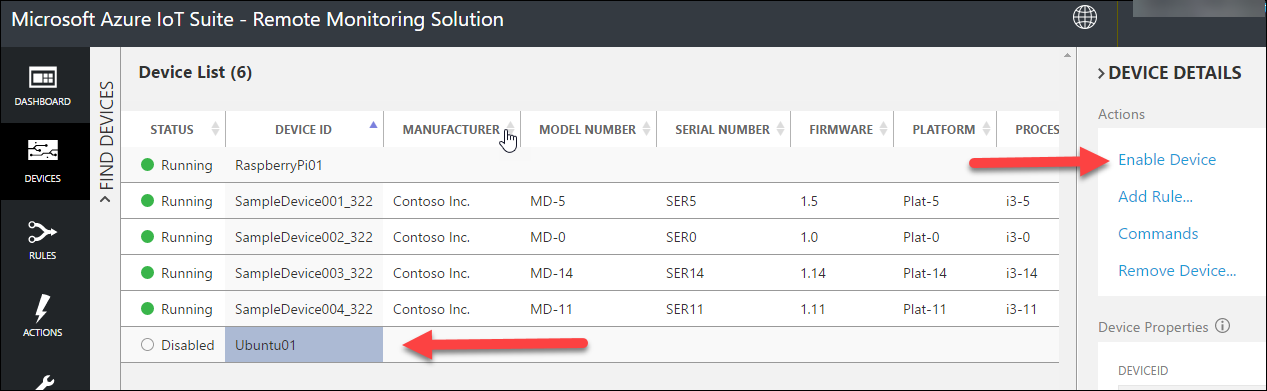 Microsoft Azure IoT Suite - Remote Monitoring Solution
DASHBOARD
DEVICES
RULES
ACTIONS
FIND DEVICES
Device List (6)
STATUS DEVICE ID MANUFACTURER MODEL NUMBER SERIAL NUMBER FIRMWARE PLATFORM PROCES
Running RaspberryPi01
Running SampleDevice001_322 Contoso Inc. MD-5 SER5 1.5 Plat-5 i3-5
Running SampleDevice002_322 Contoso Inc. MD-0 SER0 1.0 Plat-0 i3-0
Running SampleDevice003_322 Contoso Inc. MD-14 SER14 1.14 Plat-14 i3-14
Running SampleDevice004_322 Contoso Inc. MD-11 SER11 1.11 Plat-11 i3-11
Disabled Ubuntu01
DEVICE DETAILS
Actions
Enable Device
Add Rule...
Commands
Remove Device...
Device Properties
DEVICEID